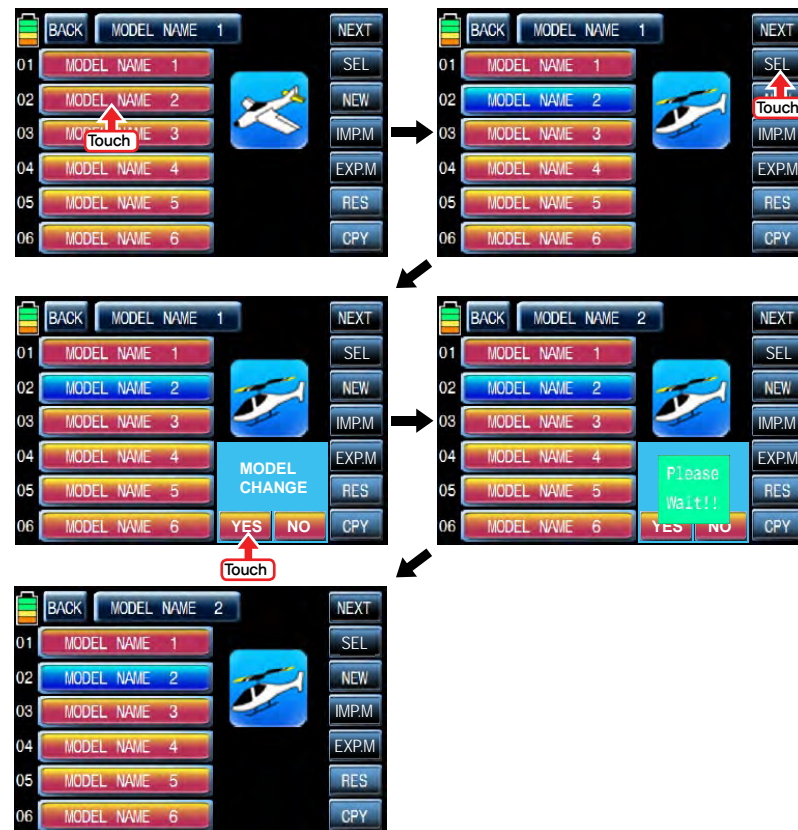 BACK MODEL NAME 1 NEXT
01 MODEL NAME 1 SEL
02 MODEL NAME 2 NEW
03 MODEL NAME 3 IMP.M
Touch
04 MODEL NAME 4 EXP.M
05 MODEL NAME 5 RES
06 MODEL NAME 6 CPY
BACK MODEL NAME 1 NEXT
01 MODEL NAME 1 SEL
02 MODEL NAME 2
Touch
03 MODEL NAME 3 IMP.M
04 MODEL NAME 4 EXP.M
05 MODEL NAME 5 RES
06 MODEL NAME 6 CPY
BACK MODEL NAME 1 NEXT
01 MODEL NAME 1 SEL
02 MODEL NAME 2 NEW
03 MODEL NAME 3 IMP.M
04 MODEL NAME 4 EXP.M
MODEL
CHANGE
05 MODEL NAME 5 RES
06 MODEL NAME 6 YES NO CPY
Touch
BACK MODEL NAME 2 NEXT
01 MODEL NAME 1 SEL
02 MODEL NAME 2 NEW
03 MODEL NAME 3 IMP.M
04 MODEL NAME 4 EXP.M
Please
Wait!!
05 MODEL NAME 5 RES
06 MODEL NAME 6 YES NO CPY
BACK MODEL NAME 2 NEXT
01 MODEL NAME 1 SEL
02 MODEL NAME 2 NEW
03 MODEL NAME 3 IMP.M
04 MODEL NAME 4 EXP.M
05 MODEL NAME 5 RES
06 MODEL NAME 6 CPY